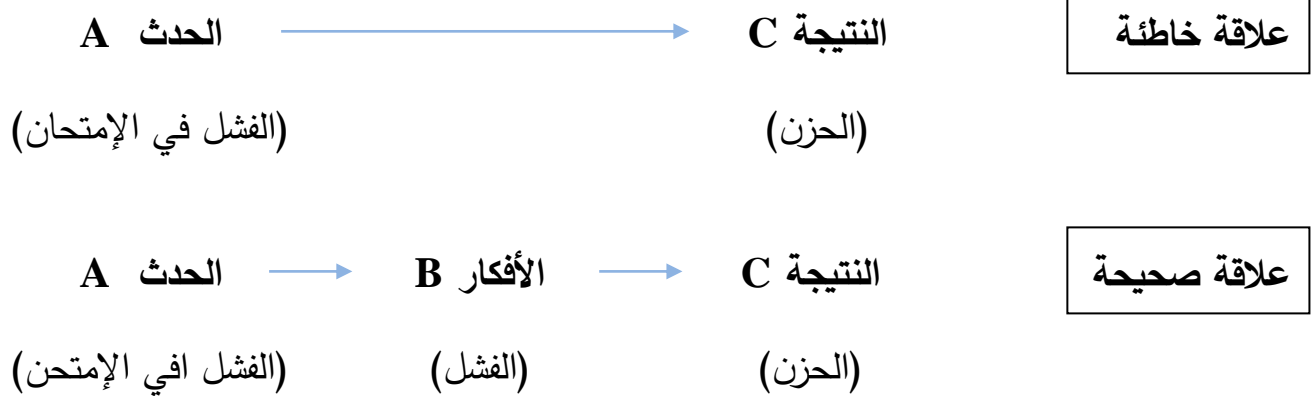 الحدث A النتيجة C علاقة خاطئة
(الفشل في الإمتحان) (الحزن)
الحدث A الأفكار B النتيجة C علاقة صحيحة
(الفشل افي الإمتحن) (الفشل) (الحزن)